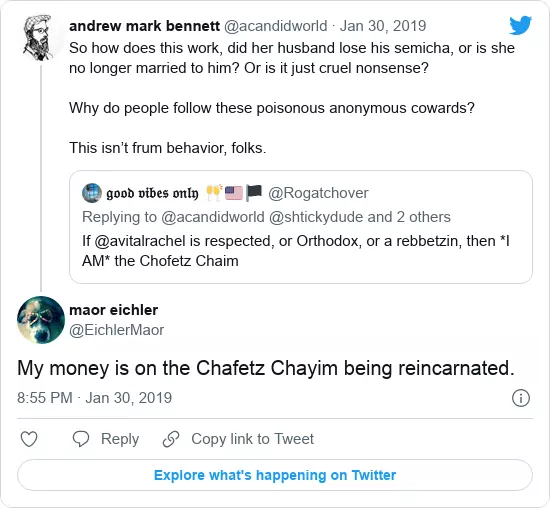 andrew mark bennett @acandidworld · Jan 30, 2019
So how does this work, did her husband lose his semicha, or is she
no longer married to him? Or is it just cruel nonsense?
Why do people follow these poisonous anonymous cowards?
This isn’t frum behavior, folks.
𝖌𝖔𝖔𝖉 𝖛𝖎𝖇𝖊𝖘 𝖔𝖓𝖑𝖞 🥂🇺🇸🏴 @Rogatchover
Replying to @acandidworld @shtickydude and 2 others
If @avitalrachel is respected, or Orthodox, or a rebbetzin, then *I
AM* the Chofetz Chaim
maor eichler
@EichlerMaor
My money is on the Chafetz Chayim being reincarnated.
8:55 PM · Jan 30, 2019
Reply
Copy link to Tweet
Explore what's happening on Twitter